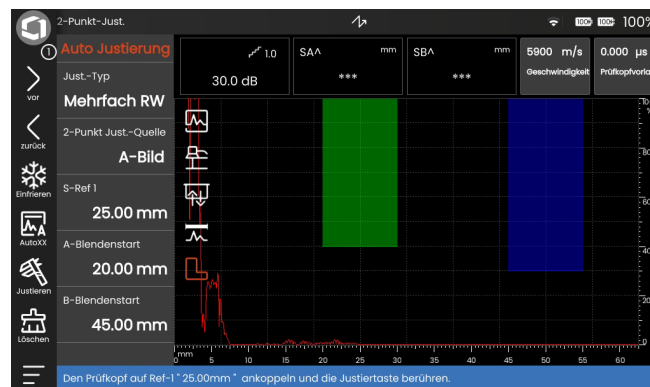 2-Punkt-Just.
100%
1
Auto Justierung
1.0
30.0 dB
SA^ mm
***
SB^ mm
***
5900 m/s
Geschwindigkeit
0.000 µs
Prüfkopfvorla
vor
Just.-Typ
Mehrfach RW
zurück
2-Punkt Just.-Quelle
A-Bild
Einfrieren
S-Ref 1
25.00 mm
AutoXX
A-Blendenstart
20.00 mm
Justieren
B-Blendenstart
45.00 mm
Löschen
80
60
40
20
0
mm
0 5 10 15 20 25 30 35 40 45 50 55 60
Den Prüfkopf auf Ref-1 " 25.00mm " ankoppeln und die Justiertaste berühren.